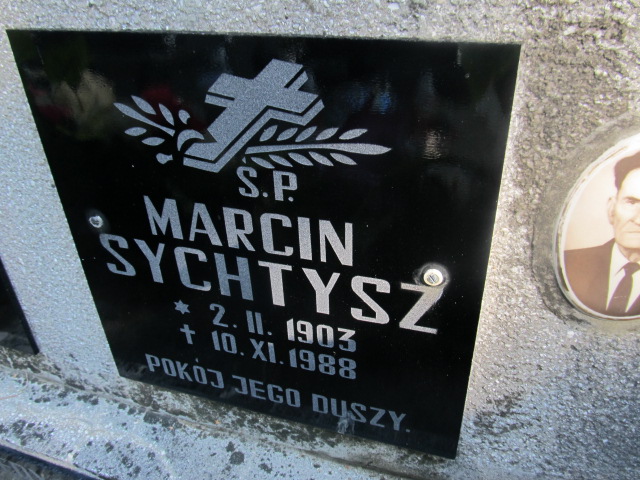 Ś.P.
MARCIN
SYCHTYSZ
* 2. II. 1903
✝ 10. XI. 1988
POKÓJ JEGO DUSZY.